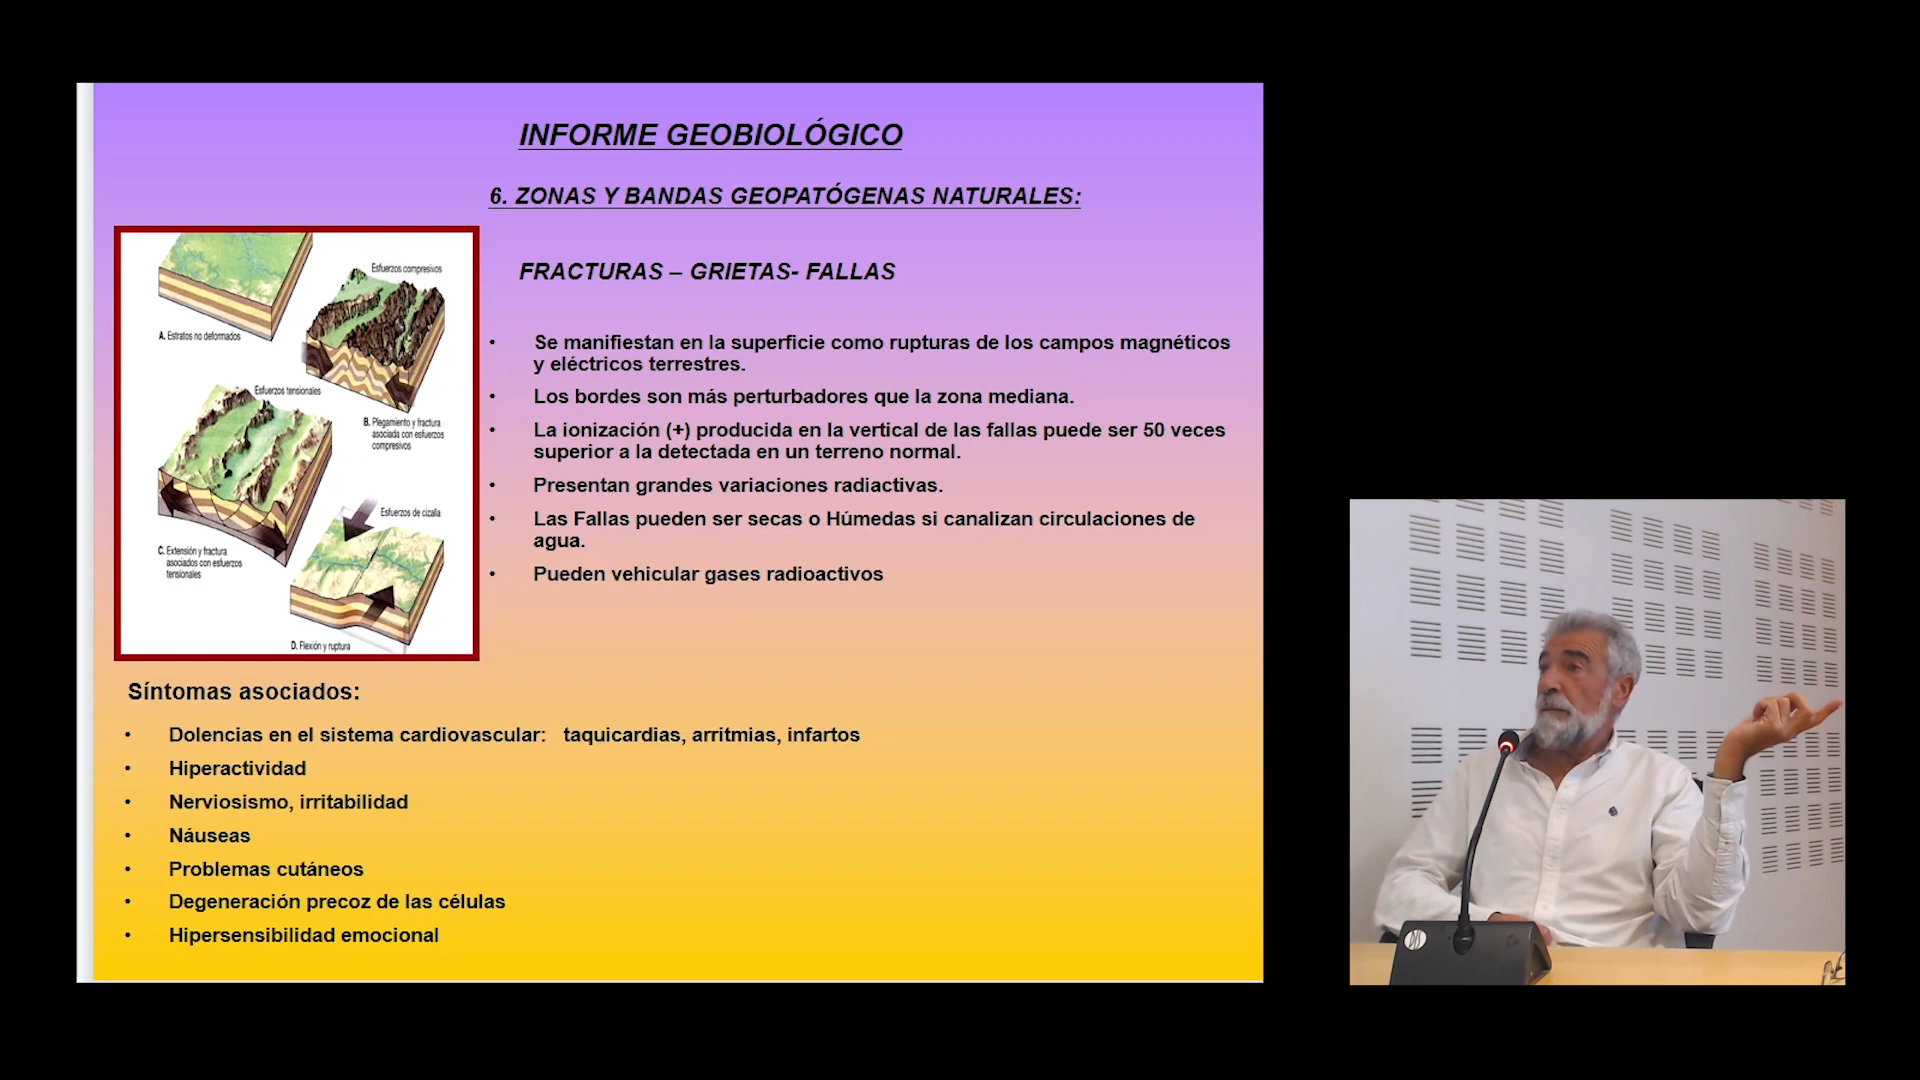 INFORME GEOBIOLÓGICO
6. ZONAS Y BANDAS GEOPATÓGENAS NATURALES:
FRACTURAS – GRIETAS- FALLAS
Esfuerzos compresivos
A. Estratos no deformados
Esfuerzos tensionales
B. Plegamiento y fractura
asociada con esfuerzos
compresivos
Esfuerzos de cizalla
C. Extensión y fractura
asociados con esfuerzos
tensionales
D. Flexión y ruptura
• Se manifiestan en la superficie como rupturas de los campos magnéticos
y eléctricos terrestres.
• Los bordes son más perturbadores que la zona mediana.
• La ionización (+) producida en la vertical de las fallas puede ser 50 veces
superior a la detectada en un terreno normal.
• Presentan grandes variaciones radiactivas.
• Las Fallas pueden ser secas o Húmedas si canalizan circulaciones de
agua.
• Pueden vehicular gases radioactivos
Síntomas asociados:
• Dolencias en el sistema cardiovascular: taquicardias, arritmias, infartos
• Hiperactividad
• Nerviosismo, irritabilidad
• Náuseas
• Problemas cutáneos
• Degeneración precoz de las células
• Hipersensibilidad emocional